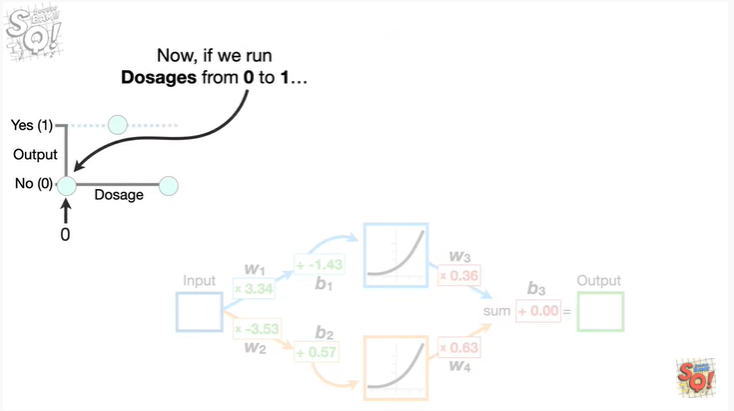 SQ!
Now, if we run
Dosages from 0 to 1...
Yes (1)
Output
No (0)
Dosage
0
Input
w1
x 3.34
+ -1.43
b1
w3
x 0.36
b3
sum + 0.00 =
Output
x -3.53
w2
b2
+ 0.57
x 0.63
w4
SQ!